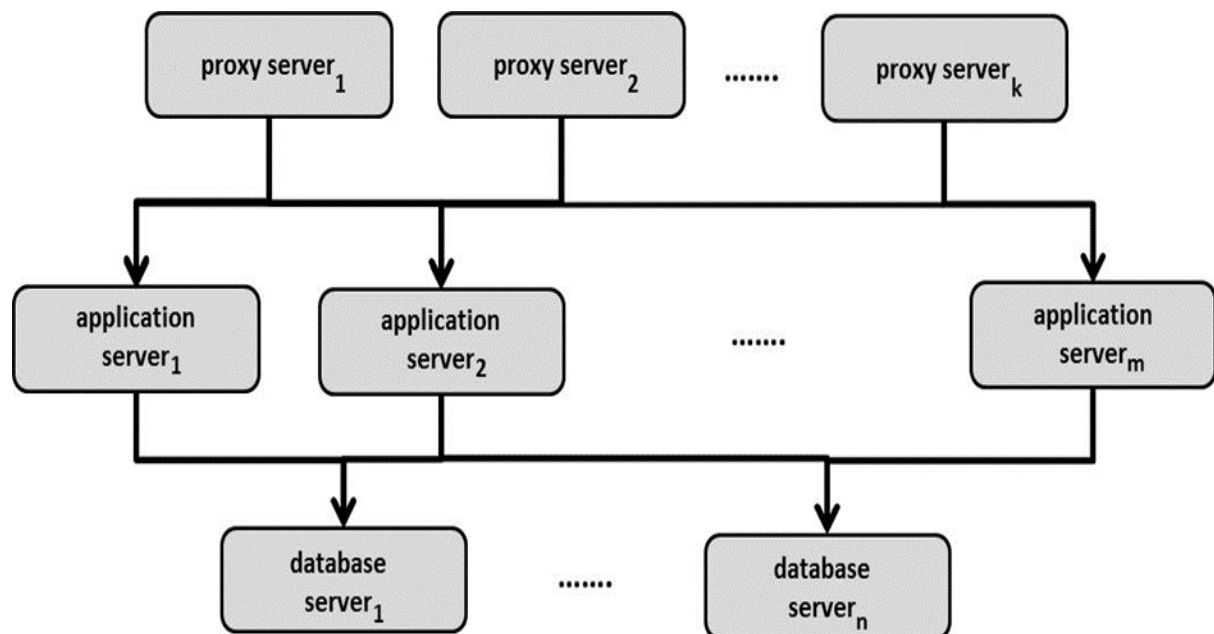 proxy server1
proxy server2
.......
proxy serverk
application
server1
application
server2
.......
application
serverm
database
server1
.......
database
servern